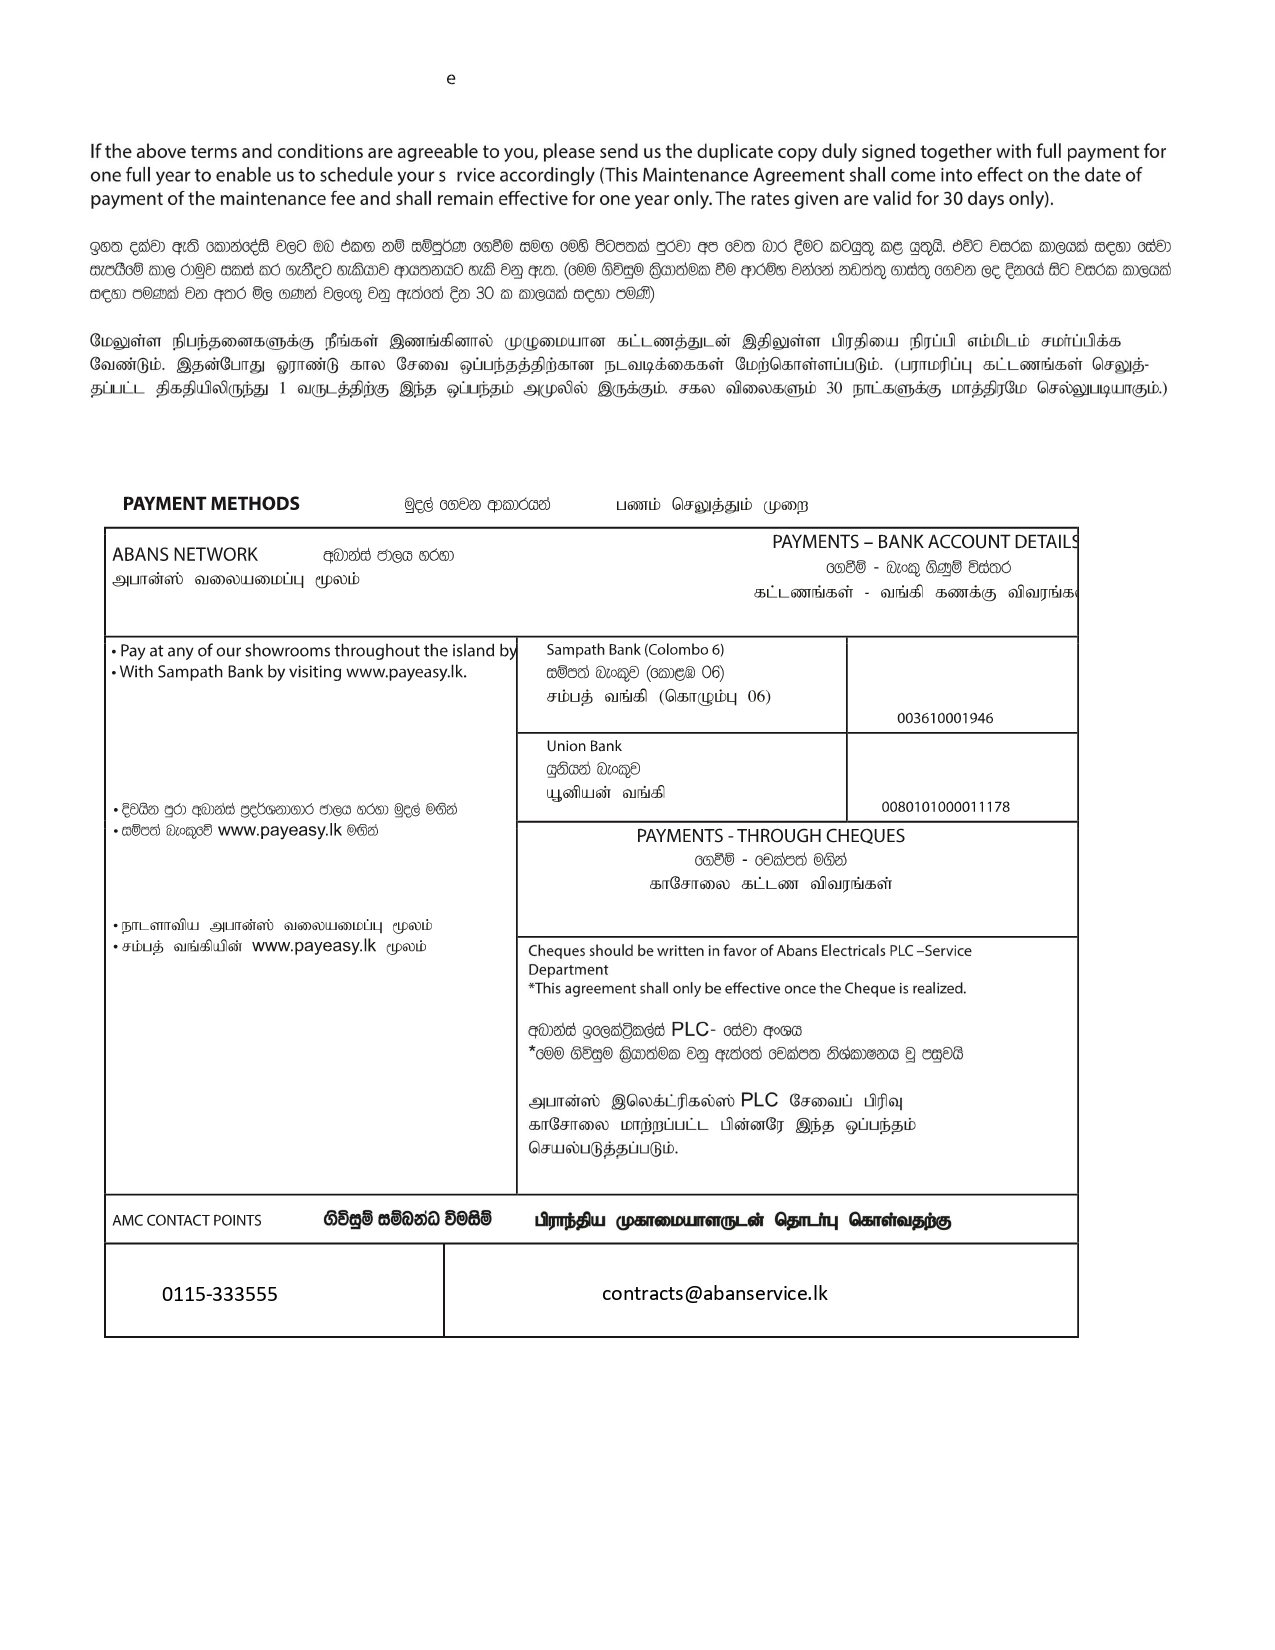 e
If the above terms and conditions are agreeable to you, please send us the duplicate copy duly signed together with full payment for
one full year to enable us to schedule your s rvice accordingly (This Maintenance Agreement shall come into effect on the date of
payment of the maintenance fee and shall remain effective for one year only. The rates given are valid for 30 days only).
ඉහත දක්වා ඇති කොන්දේසි වලට ඔබ එකඟ නම් සම්පූර්ණ ගෙවීම සමඟ මෙහි පිටපතක් පුරවා අප වෙත බාර දීමට කටයුතු කළ යුතුයි. එවිට වසරක කාලයක් සඳහා සේවා
සැපයීමේ කාල රාමුව සකස් කර ගැනීදට හැකියාව ආයතනයට හැකි වනු ඇත. (මෙම ගිවිසුම ක්‍රියාත්මක වීම ආරම්භ වන්නේ නඩත්තු ගාස්තු ගෙවන ලද දිනයේ සිට වසරක කාලයක්
සඳහා පමණක් වන අතර මිල ගණන් වලංගු වනු ඇත්තේ දින 30 ක කාලයක් සඳහා පමණි)
மேலுள்ள நிபந்தனைகளுக்கு நீங்கள் இணங்கினால் முழுமையான கட்டணத்துடன் இதிலுள்ள பிரதியை நிரப்பி எம்மிடம் சமர்ப்பிக்க
வேண்டும். இதன்போது ஓராண்டு கால சேவை ஒப்பந்தத்திற்கான நடவடிக்கைகள் மேற்கொள்ளப்படும். (பராமரிப்பு கட்டணங்கள் செலுத்-
தப்பட்ட திகதியிலிருந்து 1 வருடத்திற்கு இந்த ஒப்பந்தம் அமுலில் இருக்கும். சகல விலைகளும் 30 நாட்களுக்கு மாத்திரமே செல்லுபடியாகும்.)
PAYMENT METHODS මුදල් ගෙවන ආකාරයන් பணம் செலுத்தும் முறை
ABANS NETWORK අබාන්ස් ජාලය හරහා
அபான்ஸ் வலையமைப்பு மூலம்
PAYMENTS – BANK ACCOUNT DETAILS
ගෙවීම් - බැංකු ගිණුම් විස්තර
கட்டணங்கள் - வங்கி கணக்கு விவரங்க
• Pay at any of our showrooms throughout the island by
• With Sampath Bank by visiting www.payeasy.lk.
• දිවයින පුරා අබාන්ස් ප්‍රදර්ශනාගාර ජාලය හරහා මුදල් මඟින්
• සම්පත් බැංකුවේ www.payeasy.lk මඟින්
• நாடளாவிய அபான்ஸ் வலையமைப்பு மூலம்
• சம்பத் வங்கியின் www.payeasy.lk மூலம்
Sampath Bank (Colombo 6)
සම්පත් බැංකුව (කොළඹ 06)
சம்பத் வங்கி (கொழும்பு 06)
003610001946
Union Bank
යුනියන් බැංකුව
யூனியன் வங்கி
0080101000011178
PAYMENTS - THROUGH CHEQUES
ගෙවීම් - චෙක්පත් මගින්
காசோலை கட்டண விவரங்கள்
Cheques should be written in favor of Abans Electricals PLC –Service
Department
*This agreement shall only be effective once the Cheque is realized.
අබාන්ස් ඉලෙක්ට්‍රිකල්ස් PLC- සේවා අංශය
*මෙම ගිවිසුම ක්‍රියාත්මක වනු ඇත්තේ චෙක්පත නිශ්කාෂනය වූ පසුවයි
அபான்ஸ் இலெக்ட்ரிகல்ஸ் PLC சேவைப் பிரிவு
காசோலை மாற்றப்பட்ட பின்னரே இந்த ஒப்பந்தம்
செயல்படுத்தப்படும்.
AMC CONTACT POINTS ගිවිසුම් සම්බන්ධ විමසීම් பிராந்திய முகாமையாளருடன் தொடர்பு கொள்வதற்கு
0115-333555 contracts@abanservice.lk